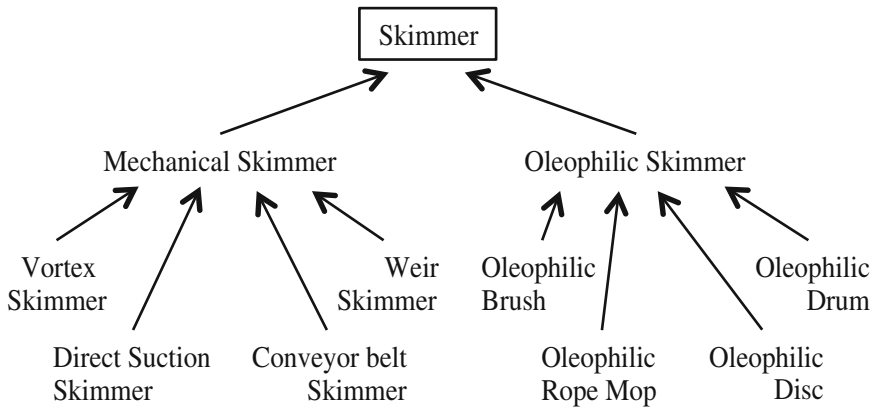 Skimmer
Mechanical Skimmer
Oleophilic Skimmer
Vortex
Skimmer
Weir
Skimmer
Oleophilic
Brush
Oleophilic
Drum
Direct Suction
Skimmer
Conveyor belt
Skimmer
Oleophilic
Rope Mop
Oleophilic
Disc